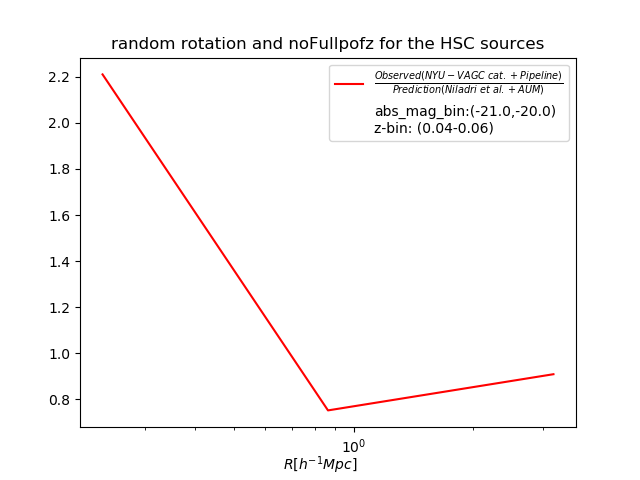 random rotation and noFullpofz for the HSC sources
Observed(NYU−VAGC cat. + Pipeline)
Prediction(Niladri et al. + AUM)
abs_mag_bin:(-21.0,-20.0)
z-bin: (0.04-0.06)
2.2
2.0
1.8
1.6
1.4
1.2
1.0
0.8
10⁰
R[h⁻¹Mpc]